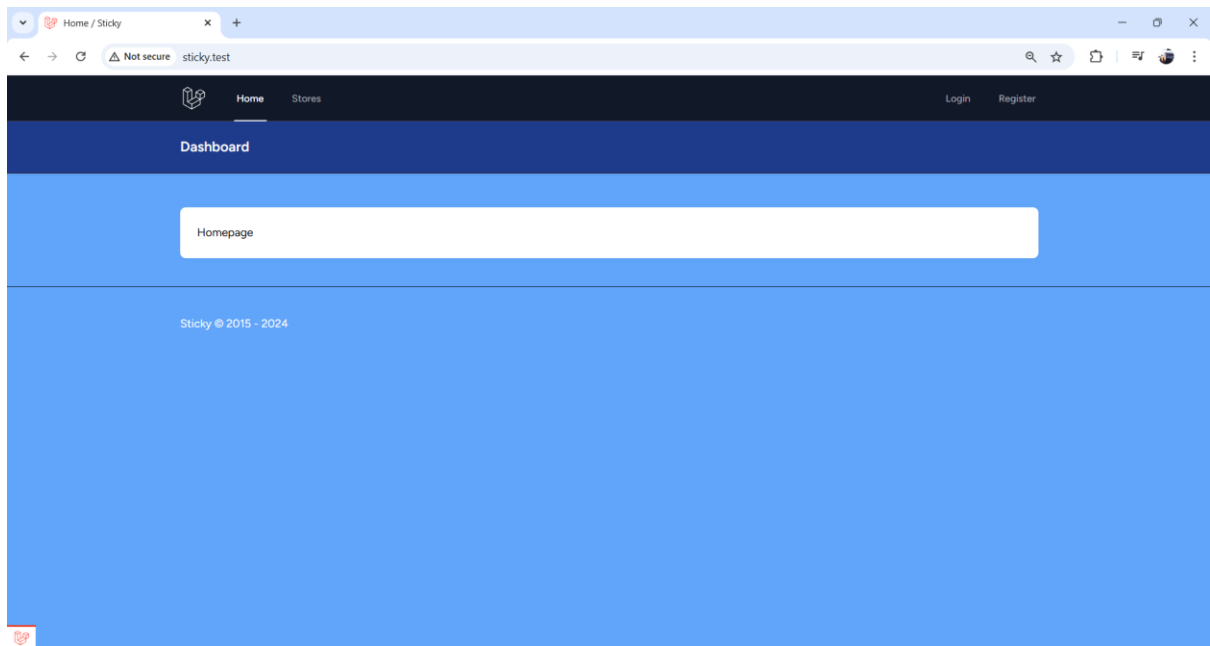 Home / Sticky
Not secure sticky.test
Home Stores Login Register
Dashboard
Homepage
Sticky © 2015 - 2024